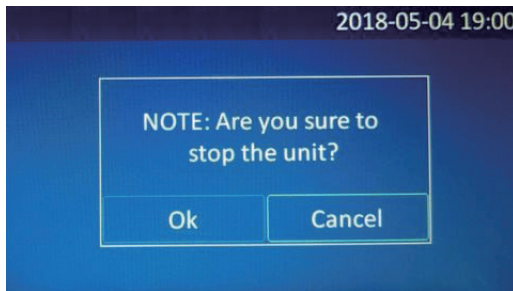 2018-05-04 19:00
NOTE: Are you sure to
stop the unit?
Ok
Cancel